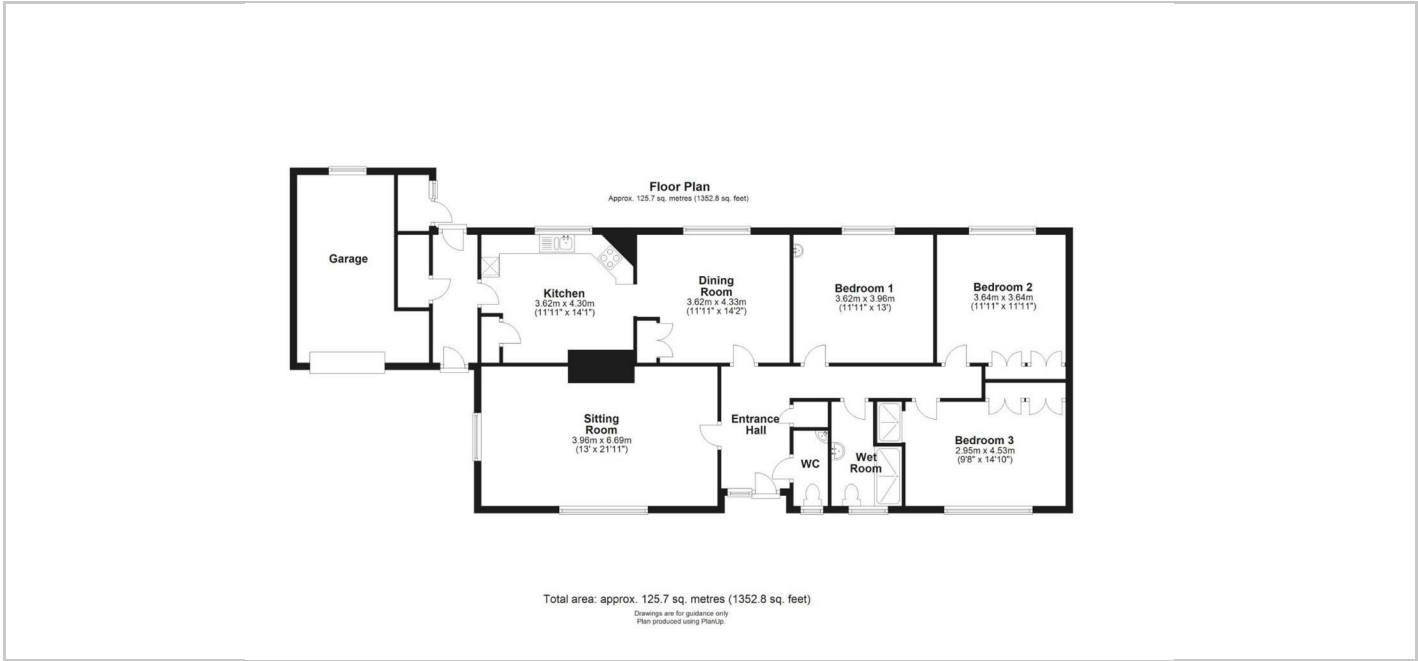 Floor Plan
Approx. 125.7 sq. metres (1352.8 sq. feet)
Garage
Kitchen
3.62m x 4.30m
(11'11" x 14'1")
Dining
Room
3.62m x 4.33m
(11'11" x 14'2")
Bedroom 1
3.62m x 3.96m
(11'11" x 13')
Bedroom 2
3.64m x 3.64m
(11'11" x 11'11")
Sitting
Room
3.96m x 6.69m
(13' x 21'11")
Entrance
Hall
WC
Wet
Room
Bedroom 3
2.95m x 4.53m
(9'8" x 14'10")
Total area: approx. 125.7 sq. metres (1352.8 sq. feet)
Drawings are for guidance only
Plan produced using PlanUp.